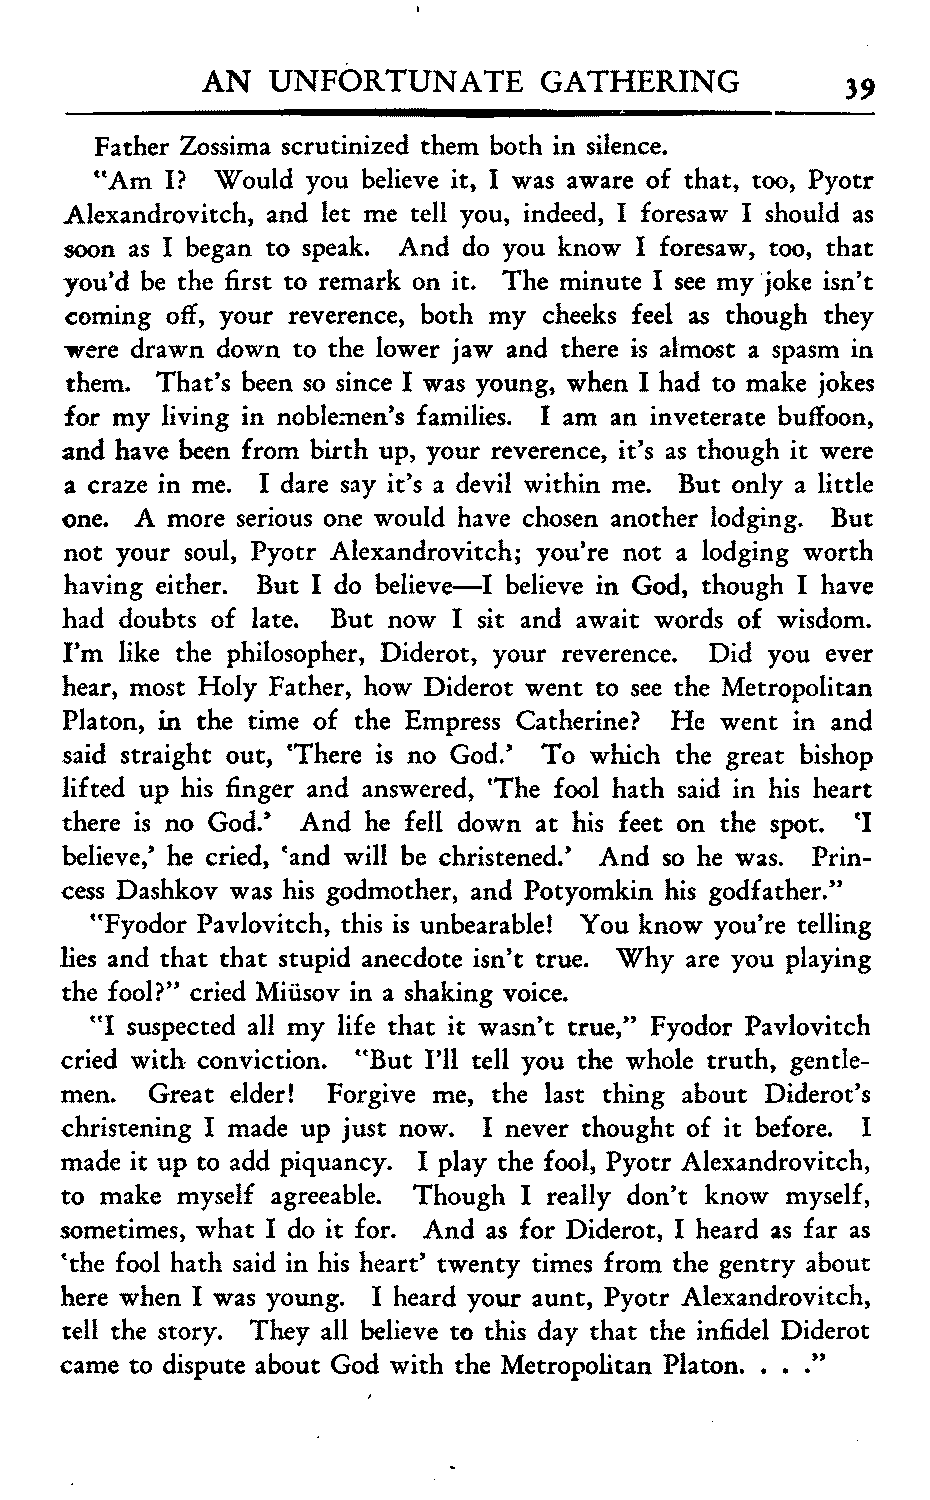 AN UNFORTUNATE GATHERING 39
Father Zossima scrutinized them both in silence.
"Am I? Would you believe it, I was aware of that, too, Pyotr
Alexandrovitch, and let me tell you, indeed, I foresaw I should as
soon as I began to speak. And do you know I foresaw, too, that
you'd be the first to remark on it. The minute I see my joke isn't
coming off, your reverence, both my cheeks feel as though they
were drawn down to the lower jaw and there is almost a spasm in
them. That's been so since I was young, when I had to make jokes
for my living in noblemen's families. I am an inveterate buffoon,
and have been from birth up, your reverence, it's as though it were
a craze in me. I dare say it's a devil within me. But only a little
one. A more serious one would have chosen another lodging. But
not your soul, Pyotr Alexandrovitch; you're not a lodging worth
having either. But I do believe—I believe in God, though I have
had doubts of late. But now I sit and await words of wisdom.
I'm like the philosopher, Diderot, your reverence. Did you ever
hear, most Holy Father, how Diderot went to see the Metropolitan
Platon, in the time of the Empress Catherine? He went in and
said straight out, 'There is no God.' To which the great bishop
lifted up his finger and answered, 'The fool hath said in his heart
there is no God.' And he fell down at his feet on the spot. 'I
believe,' he cried, 'and will be christened.' And so he was. Prin-
cess Dashkov was his godmother, and Potyomkin his godfather."
"Fyodor Pavlovitch, this is unbearable! You know you're telling
lies and that that stupid anecdote isn't true. Why are you playing
the fool?" cried Miüsov in a shaking voice.
"I suspected all my life that it wasn't true," Fyodor Pavlovitch
cried with conviction. "But I'll tell you the whole truth, gentle-
men. Great elder! Forgive me, the last thing about Diderot's
christening I made up just now. I never thought of it before. I
made it up to add piquancy. I play the fool, Pyotr Alexandrovitch,
to make myself agreeable. Though I really don't know myself,
sometimes, what I do it for. And as for Diderot, I heard as far as
'the fool hath said in his heart' twenty times from the gentry about
here when I was young. I heard your aunt, Pyotr Alexandrovitch,
tell the story. They all believe to this day that the infidel Diderot
came to dispute about God with the Metropolitan Platon. . . ."